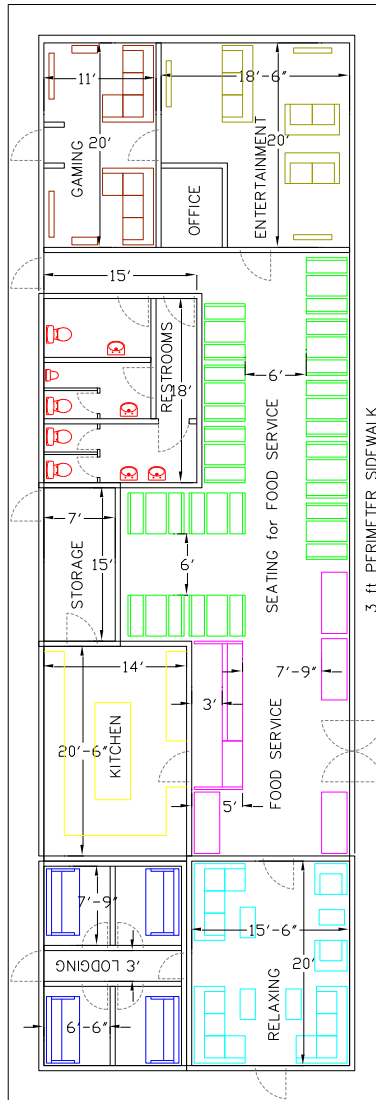 11'
18'-6"
20'
GAMING
20'
ENTERTAINMENT
OFFICE
15'
RESTROOMS
18'
6'
SEATING for FOOD SERVICE
3 ft PERIMETER SIDEWALK
7'
15'
STORAGE
6'
14'
20'-6"
KITCHEN
3'
5'
7'-9"
FOOD SERVICE
7'-9"
3' LODGING
6'-6"
15'-6"
20'
RELAXING